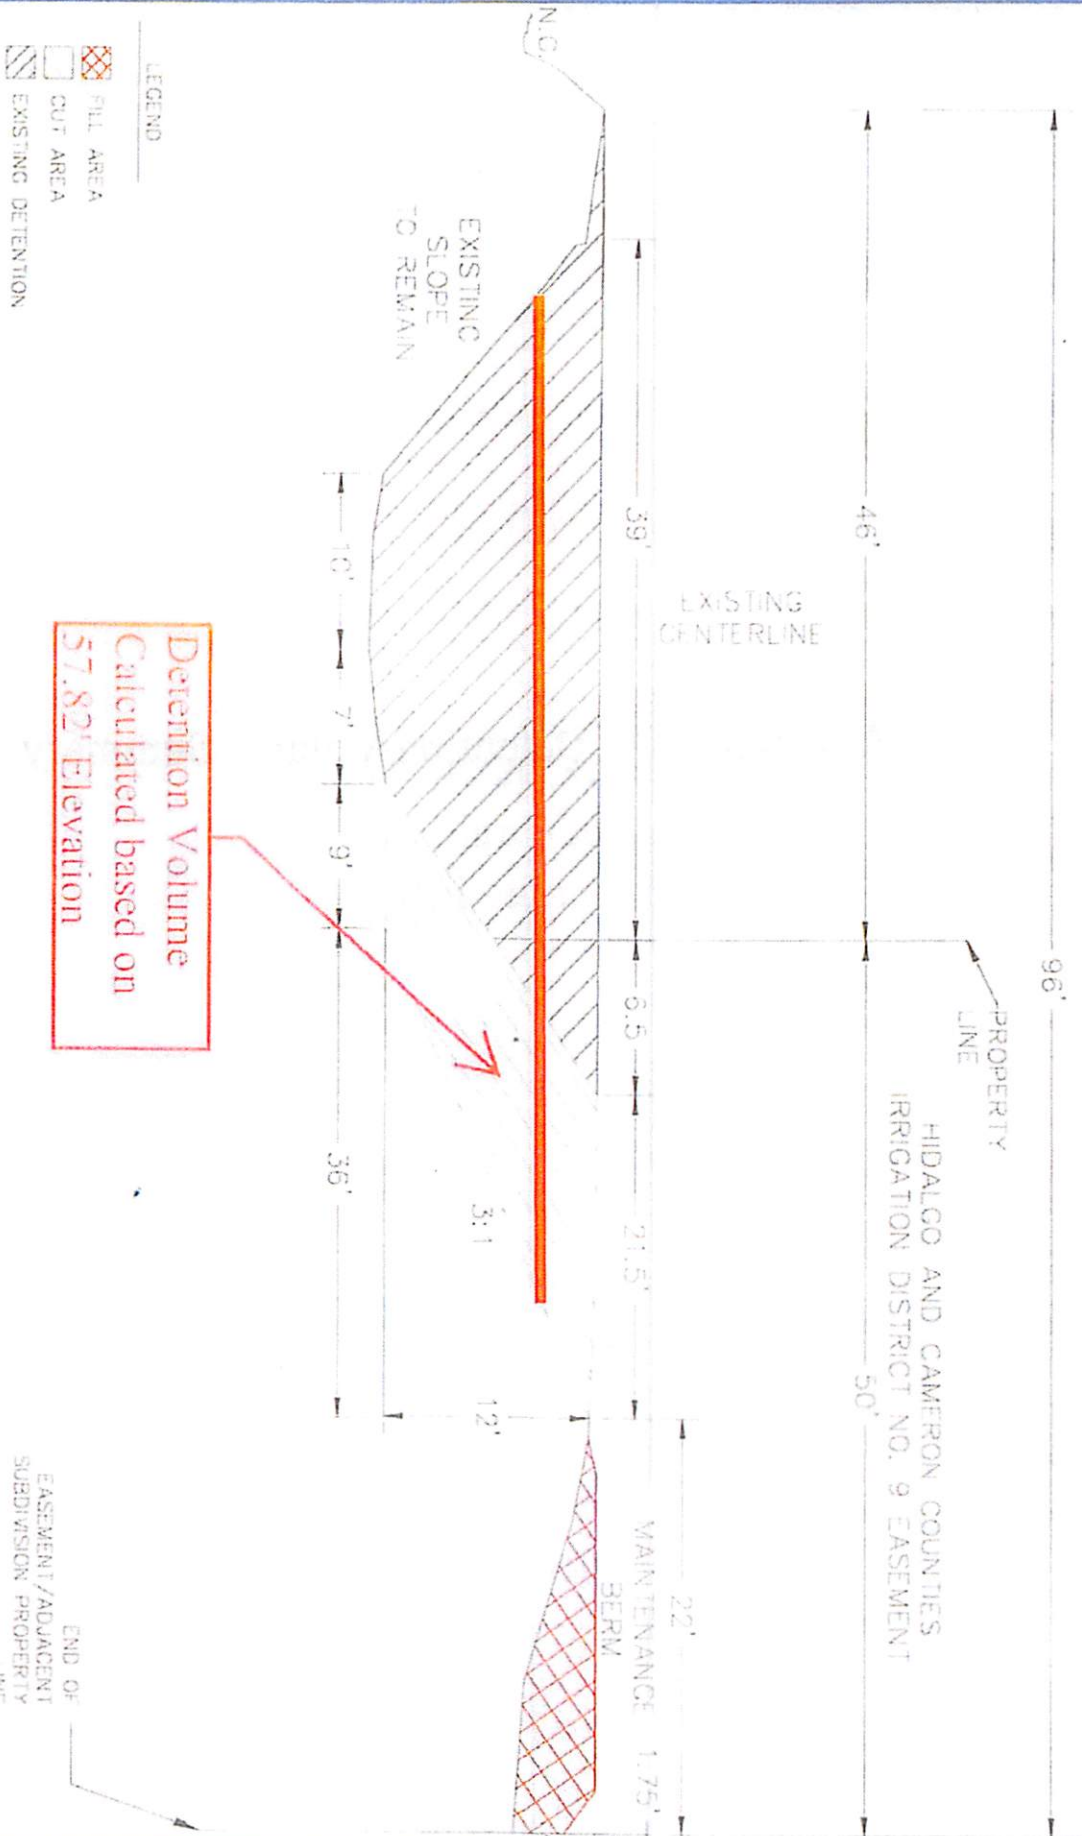 96'
46'
50'
PROPERTY
LINE
HIDALGO AND CAMERON COUNTIES
IRRIGATION DISTRICT NO. 9 EASEMENT
EXISTING
CENTERLINE
39'
6.5
21.5'
22'
MAINTENANCE 1.75'
BERM
N.G.
EXISTING
SLOPE
TO REMAIN
3:1
12'
10'
7'
9'
36'
Detention Volume
Calculated based on
57.82' Elevation
LEGEND
FILL AREA
CUT AREA
EXISTING DETENTION
END OF
EASEMENT/ADJACENT
SUBDIVISION PROPERTY